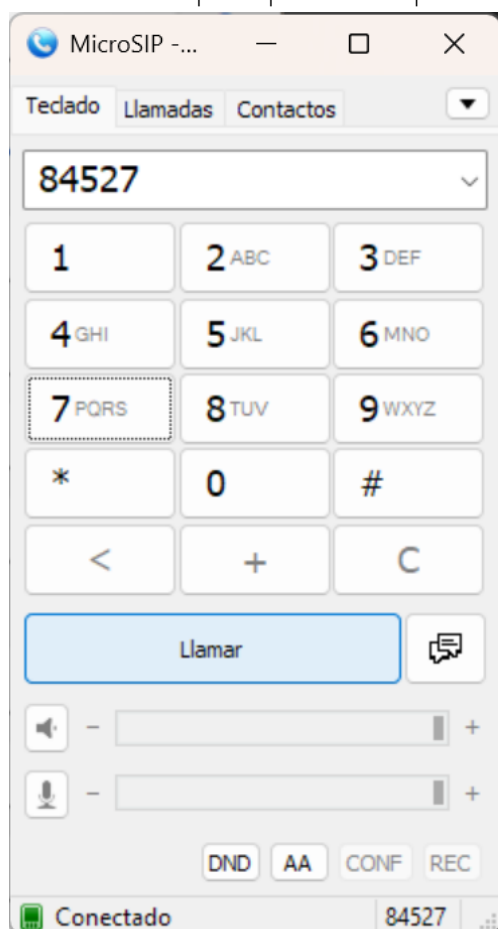 MicroSIP -...
Teclado Llamadas Contactos
84527
1 2 ABC 3 DEF
4 GHI 5 JKL 6 MNO
7 PQRS 8 TUV 9 WXYZ
* 0 #
< + C
Llamar
- +
- +
DND AA CONF REC
Conectado 84527